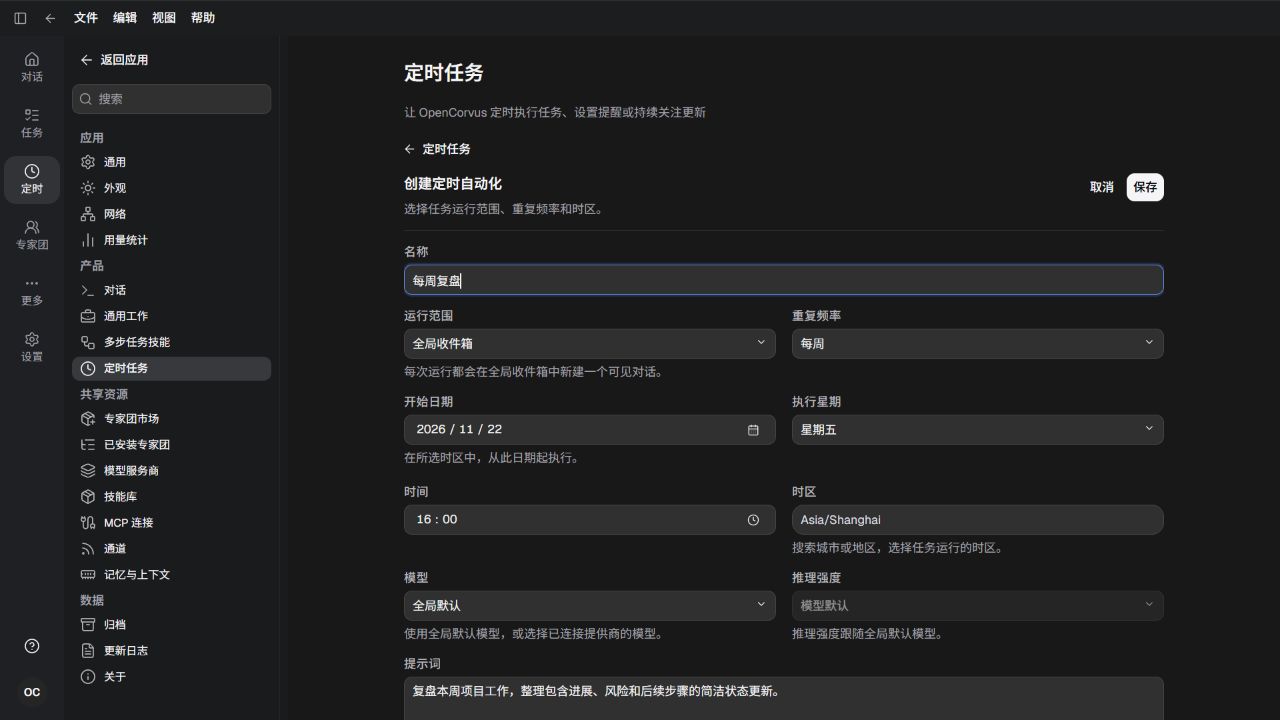 文件 编辑 视图 帮助
对话
任务
定时
专家团
更多
设置
OC
返回应用
搜索
应用
通用
外观
网络
用量统计
产品
对话
通用工作
多步任务技能
定时任务
共享资源
专家团市场
已安装专家团
模型服务商
技能库
MCP 连接
通道
记忆与上下文
数据
归档
更新日志
关于
定时任务
让 OpenCorvus 定时执行任务、设置提醒或持续关注更新
定时任务
创建定时自动化
选择任务运行范围、重复频率和时区。
取消 保存
名称
每周复盘
运行范围 重复频率
全局收件箱 每周
每次运行都会在全局收件箱中新建一个可见对话。
开始日期 执行星期
2026 / 11 / 22 星期五
在所选时区中，从此日期起执行。
时间 时区
16 : 00 Asia/Shanghai
搜索城市或地区，选择任务运行的时区。
模型 推理强度
全局默认 模型默认
使用全局默认模型，或选择已连接提供商的模型。 推理强度跟随全局默认模型。
提示词
复盘本周项目工作，整理包含进展、风险和后续步骤的简洁状态更新。